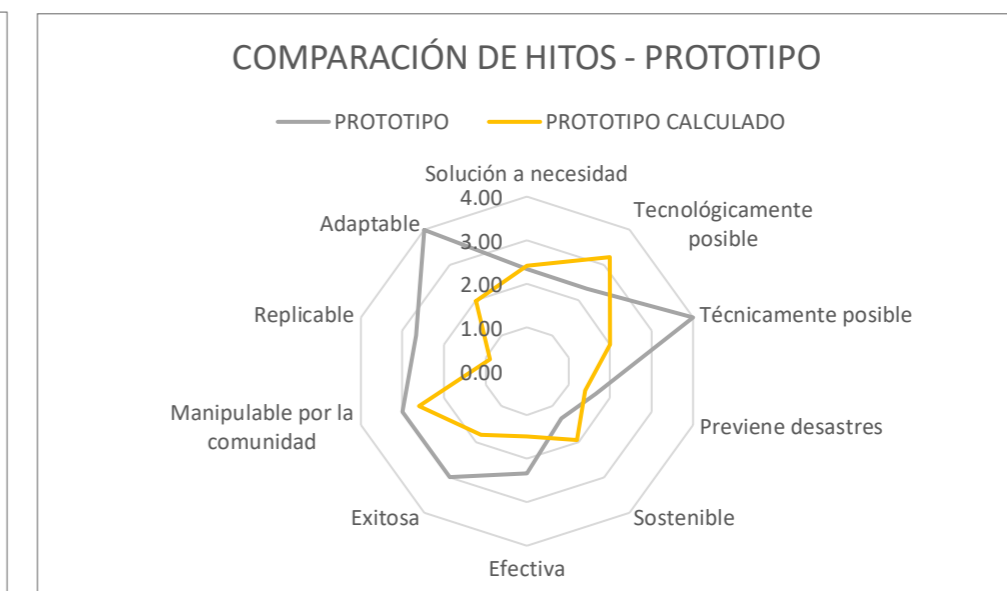 COMPARACIÓN DE HITOS - PROTOTIPO
PROTOTIPO
PROTOTIPO CALCULADO
Solución a necesidad
4.00
Tecnológicamente
posible
Adaptable
3.00
2.00
Replicable
Técnicamente posible
1.00
0.00
Manipulable por la
comunidad
Previene desastres
Exitosa
Sostenible
Efectiva